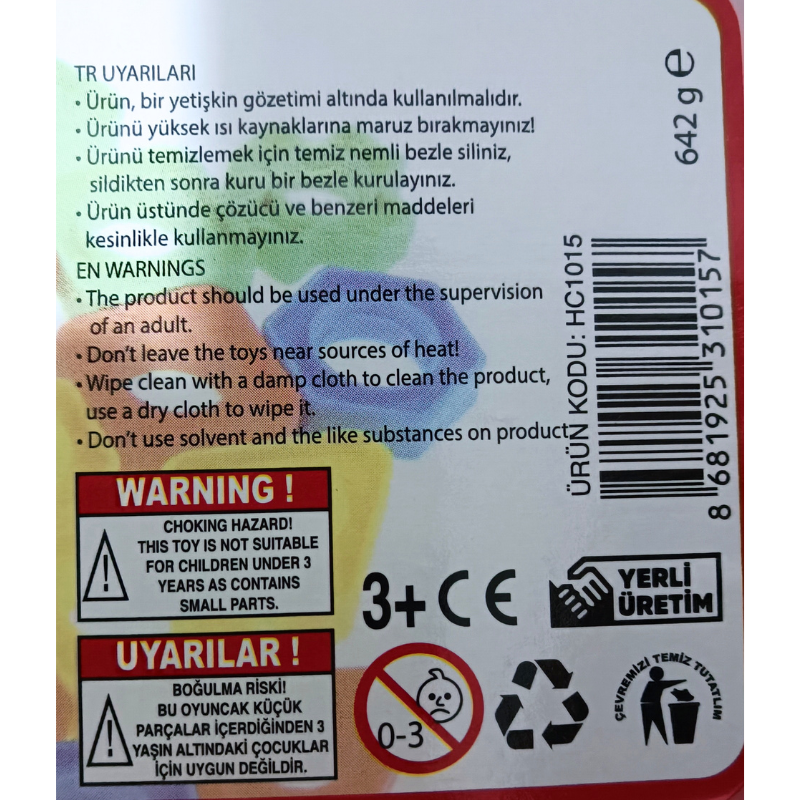 TR UYARILARI
• Ürün, bir yetişkin gözetimi altında kullanılmalıdır.
• Ürünü yüksek ısı kaynaklarına maruz bırakmayınız!
• Ürünü temizlemek için temiz nemli bezle siliniz,
sildikten sonra kuru bir bezle kurulayınız.
• Ürün üstünde çözücü ve benzeri maddeleri
kesinlikle kullanmayınız.
EN WARNINGS
• The product should be used under the supervision
of an adult.
• Don't leave the toys near sources of heat!
• Wipe clean with a damp cloth to clean the product,
use a dry cloth to wipe it.
• Don't use solvent and the like substances on product
642 g e
ÜRÜN KODU: HC1015
8 681925 310157
WARNING !
CHOKING HAZARD!
THIS TOY IS NOT SUITABLE
FOR CHILDREN UNDER 3
YEARS AS CONTAINS
SMALL PARTS.
UYARILAR !
BOĞULMA RİSKİ!
BU OYUNCAK KÜÇÜK
PARÇALAR İÇERDİĞİNDEN 3
YAŞIN ALTINDAKİ ÇOCUKLAR
İÇİN UYGUN DEĞİLDİR.
3+ CE
YERLİ
ÜRETİM
0-3
ÇEVREMİZİ TEMİZ TUTATLIM